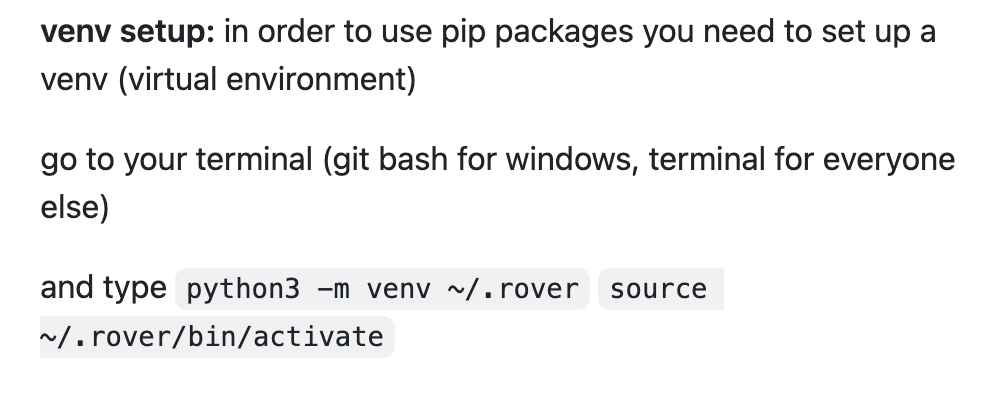 venv setup: in order to use pip packages you need to set up a
venv (virtual environment)
go to your terminal (git bash for windows, terminal for everyone
else)
and type python3 -m venv ~/.rover source
~/.rover/bin/activate